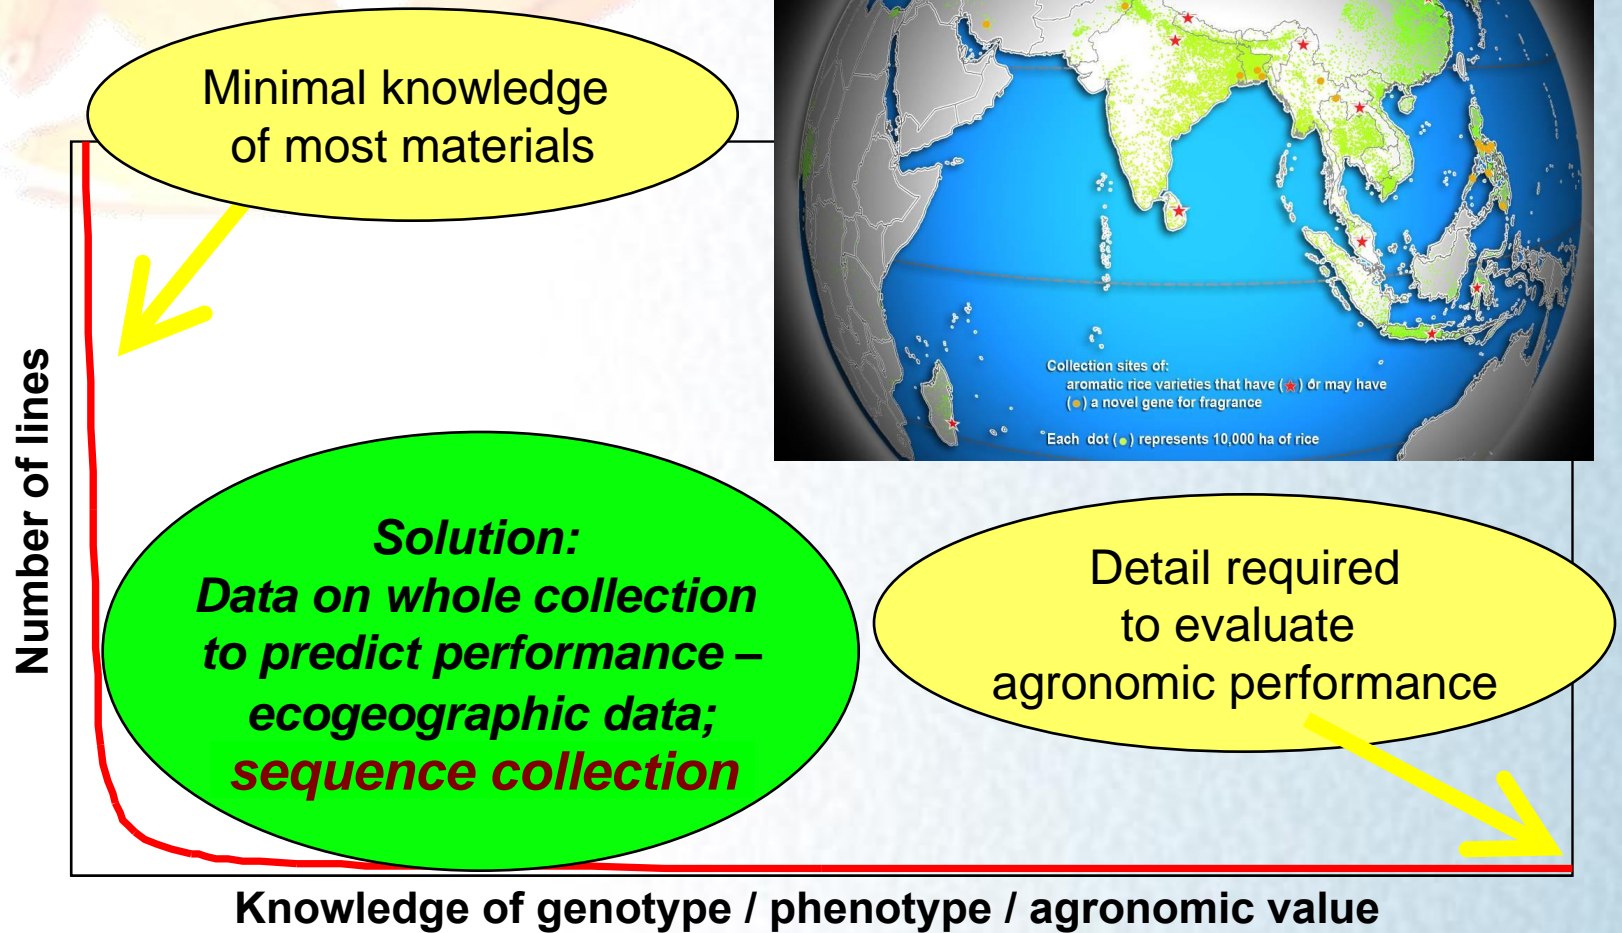 Minimal knowledge
of most materials
Collection sites of:
aromatic rice varieties that have (★) or may have
(●) a novel gene for fragrance
Each dot (●) represents 10,000 ha of rice
Number of lines
Solution:
Data on whole collection
to predict performance –
ecogeographic data;
sequence collection
Detail required
to evaluate
agronomic performance
Knowledge of genotype / phenotype / agronomic value